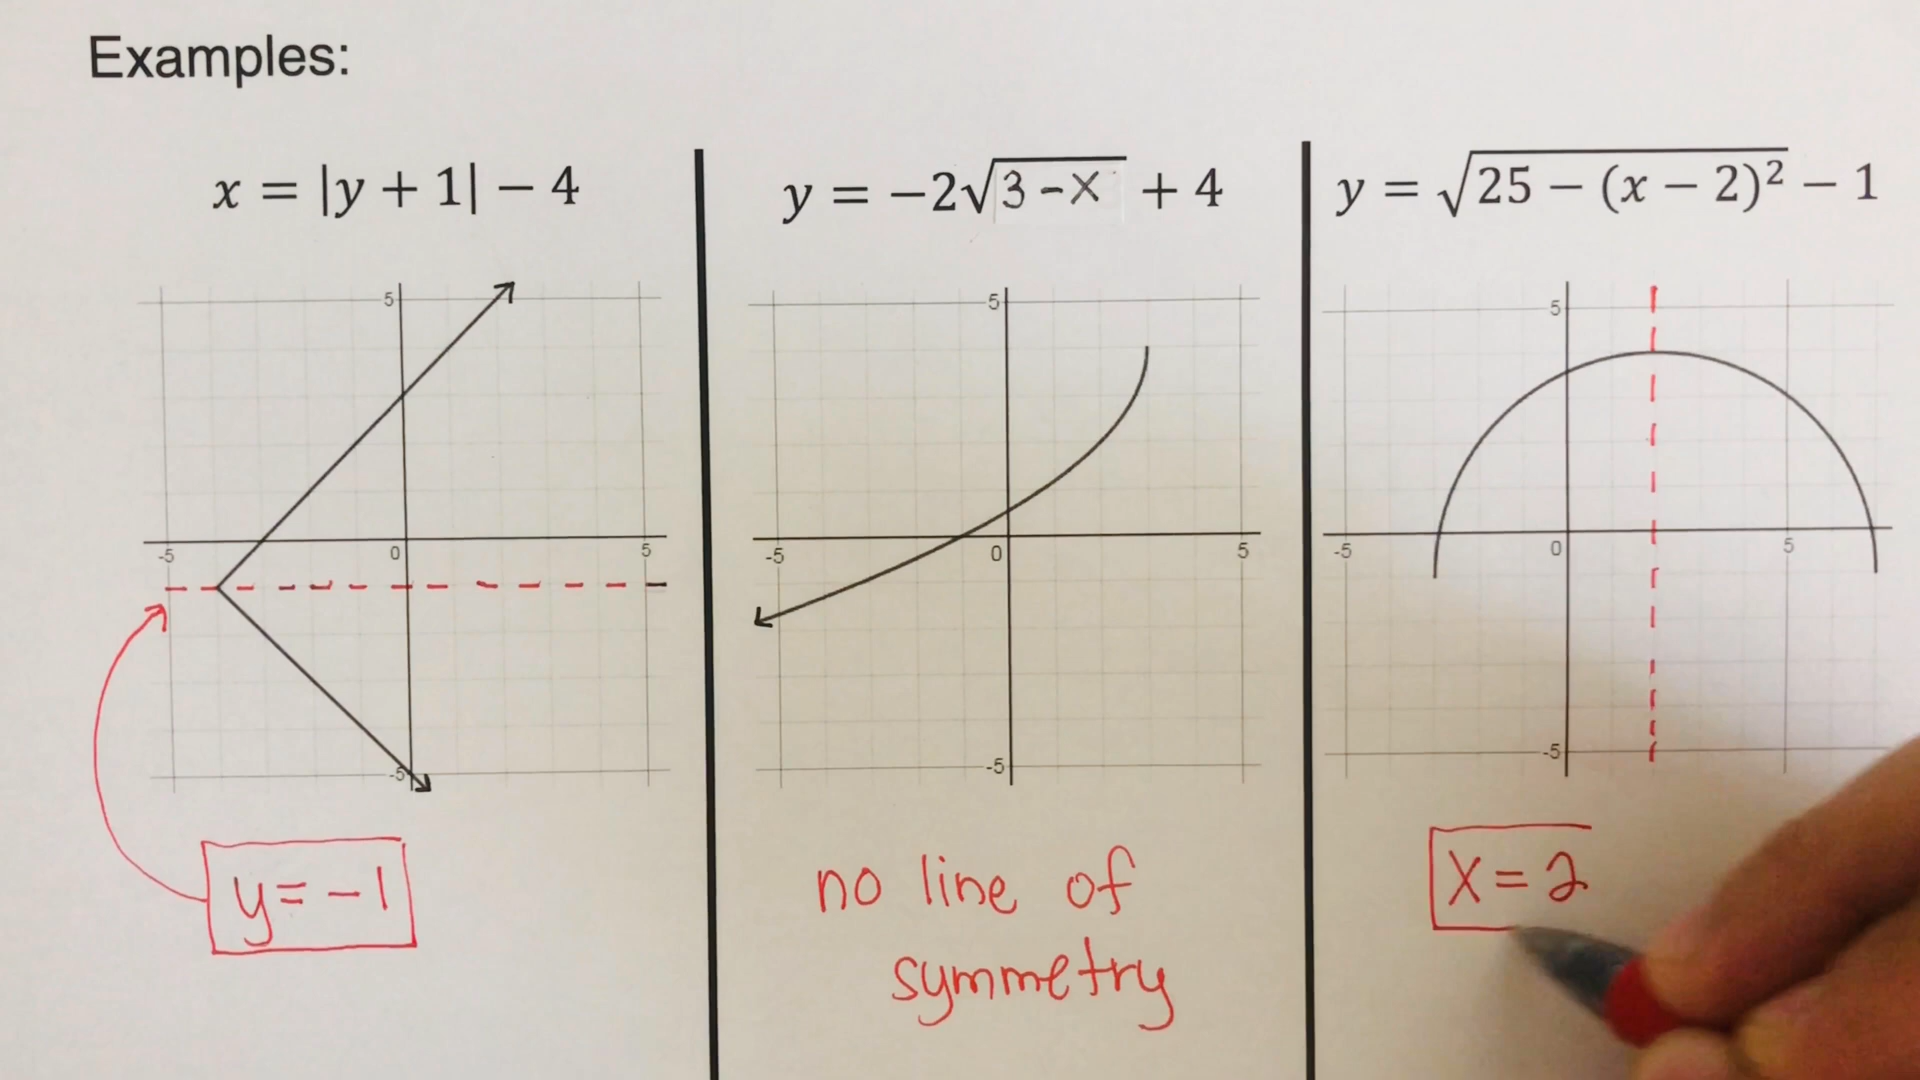 Examples:
x = |y + 1| − 4
y = −2√3-x + 4
y = √25 − (x − 2)² − 1
5
-5
0
5
-5
5
-5
0
5
-5
5
-5
0
5
-5
y = -1
no line of
symmetry
x = 2